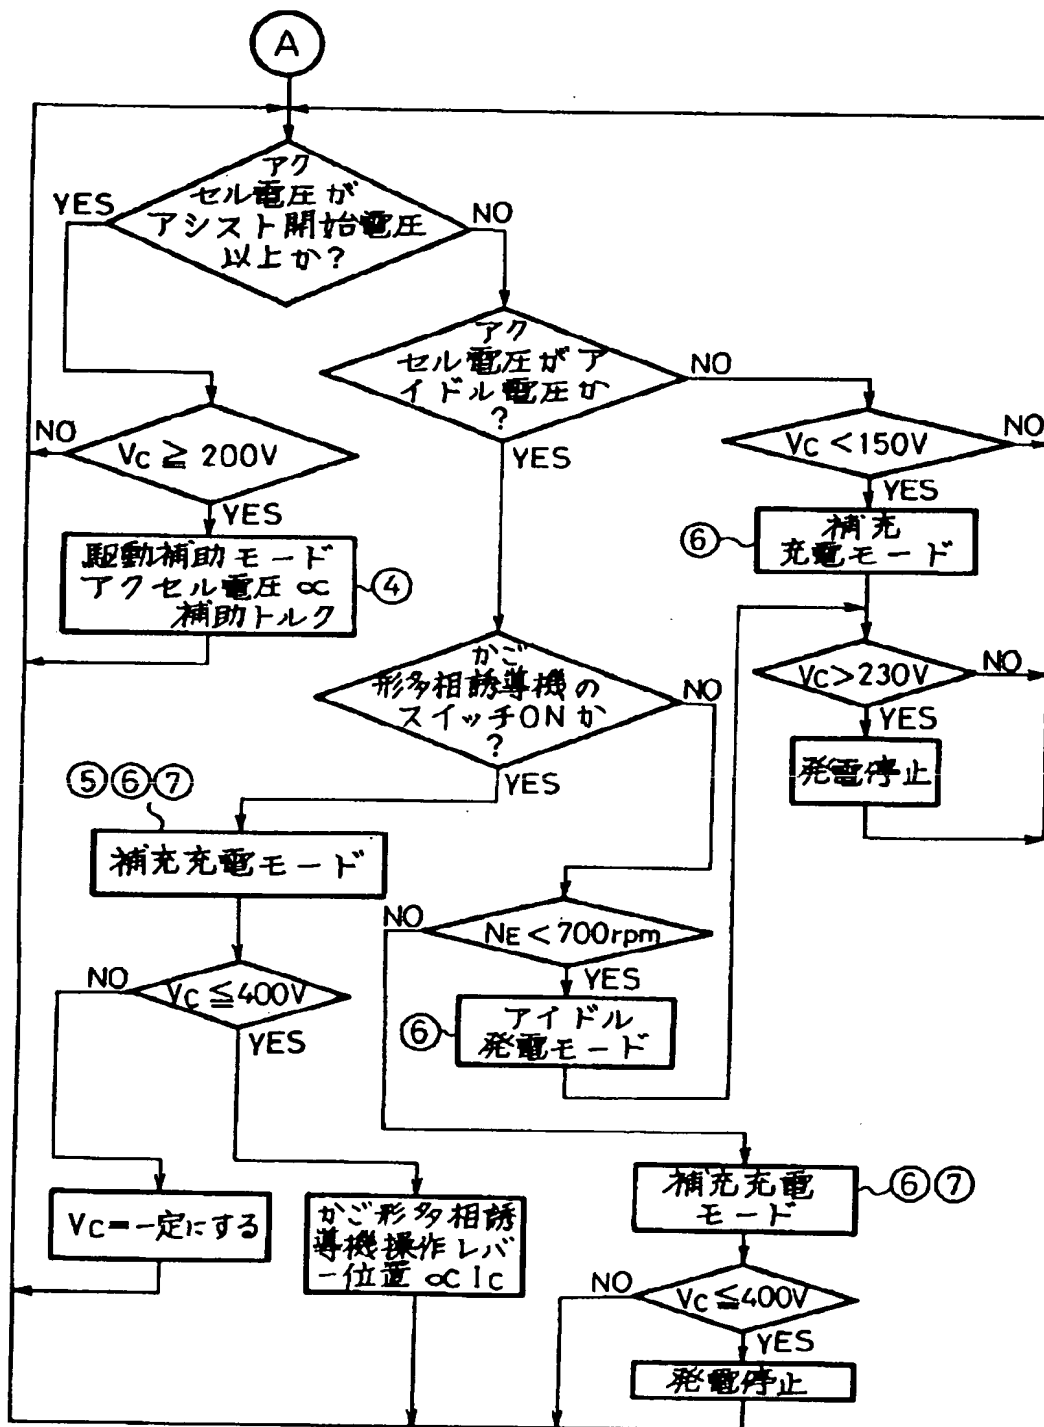 A
アク
セル電圧が
アシスト開始電圧
以上か?
YES
NO
アク
セル電圧がア
イドル電圧か
?
NO
YES
VC ≧ 200V
NO
YES
駆動補助モード
アクセル電圧 ∝
補助トルク
④
VC <150V
NO
YES
補充
充電モード
⑥
VC>230V
NO
YES
発電停止
かご
形多相誘導機の
スイッチONか
?
NO
YES
⑤ ⑥ ⑦
補充充電モード
VC ≦400V
NO
YES
NE < 700rpm
NO
YES
アイドル
発電モード
⑥
VC=一定にする
かご形多相誘
導機操作レバ
ー位置 ∝ IC
補充充電
モード
⑥ ⑦
VC ≦400V
NO
YES
発電停止